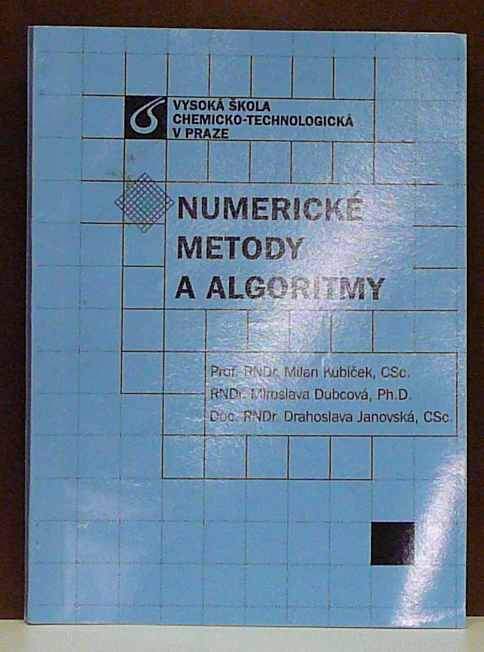 VYSOKÁ ŠKOLA
CHEMICKO-TECHNOLOGICKÁ
V PRAZE
NUMERICKÉ
METODY
A ALGORITMY
Prof. RNDr. Milan Kubíček, CSc.
RNDr. Miroslava Dubcová, Ph.D.
Doc. RNDr. Drahoslava Janovská, CSc.